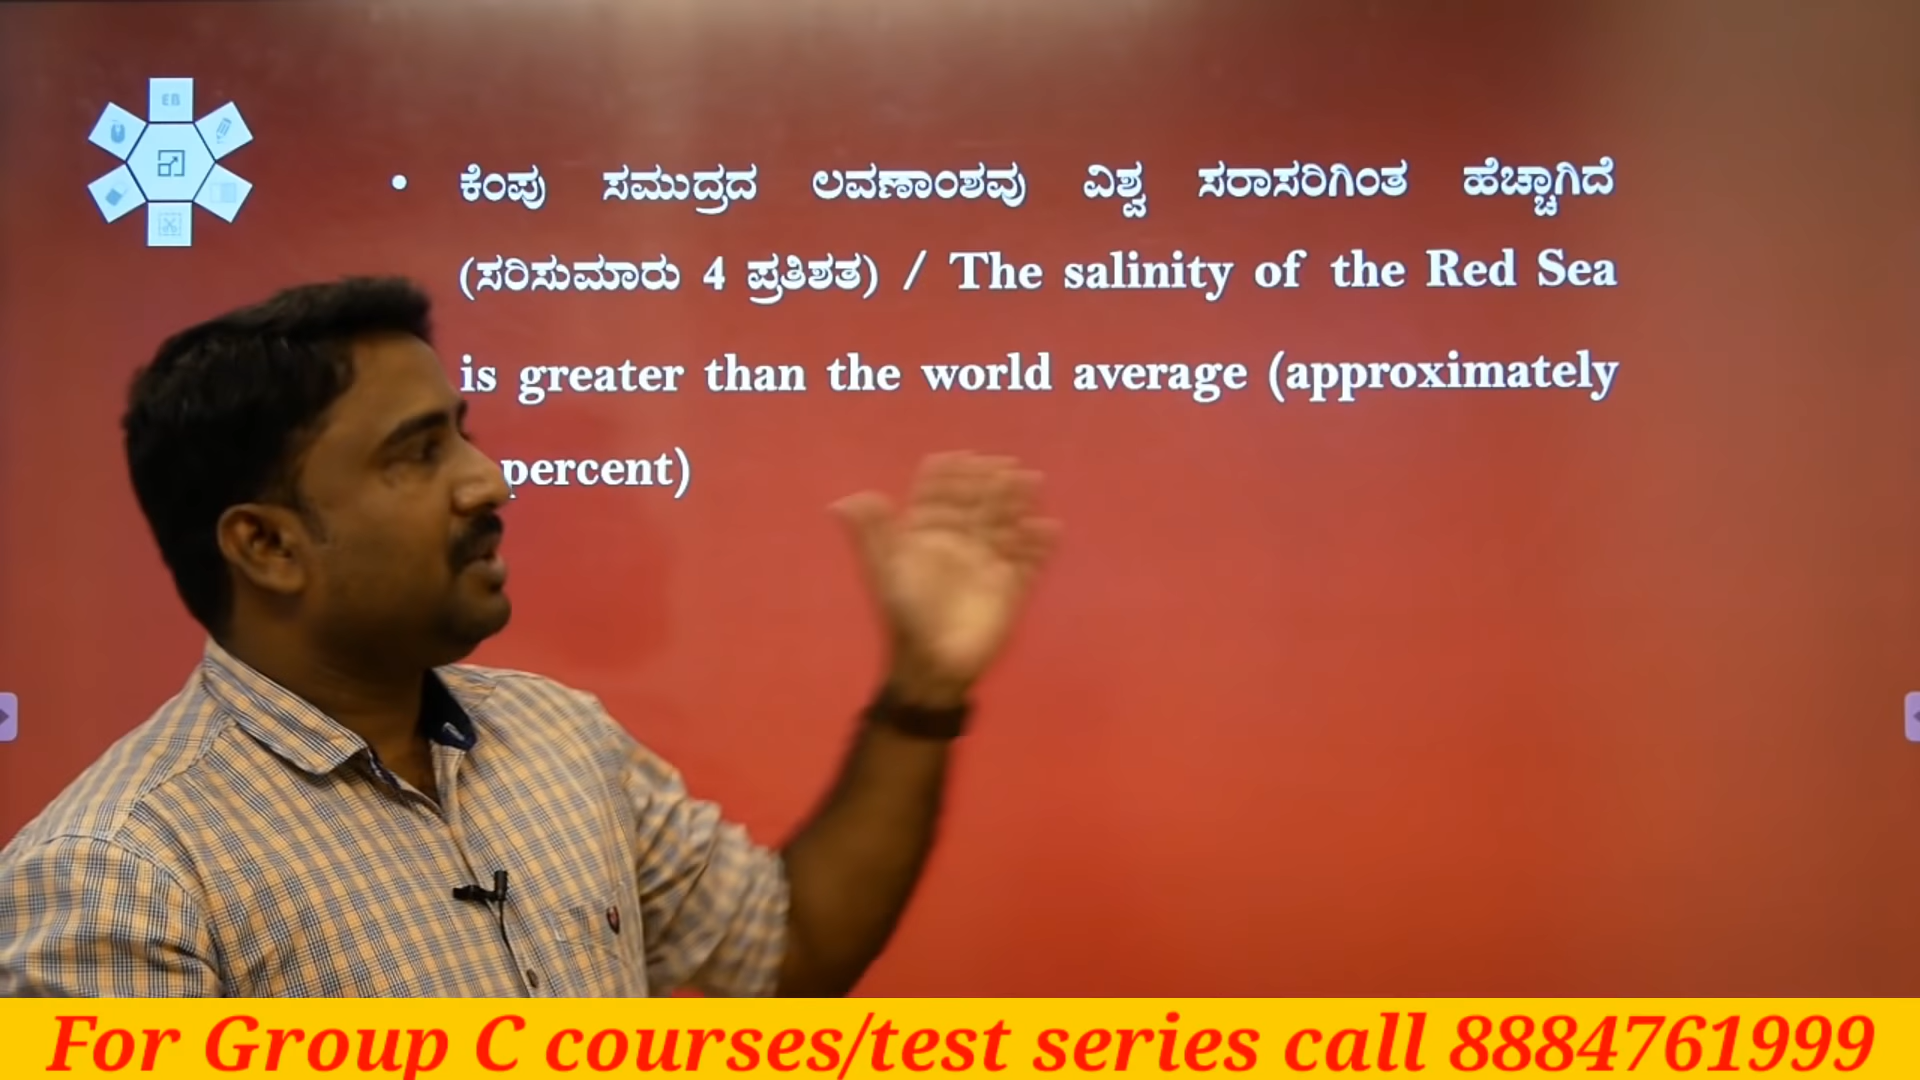 EB
• ಕೆಂಪು ಸಮುದ್ರದ ಲವಣಾಂಶವು ವಿಶ್ವ ಸರಾಸರಿಗಿಂತ ಹೆಚ್ಚಾಗಿದೆ
(ಸರಿಸುಮಾರು 4 ಪ್ರತಿಶತ) / The salinity of the Red Sea
is greater than the world average (approximately
percent)
For Group C courses/test series call 8884761999